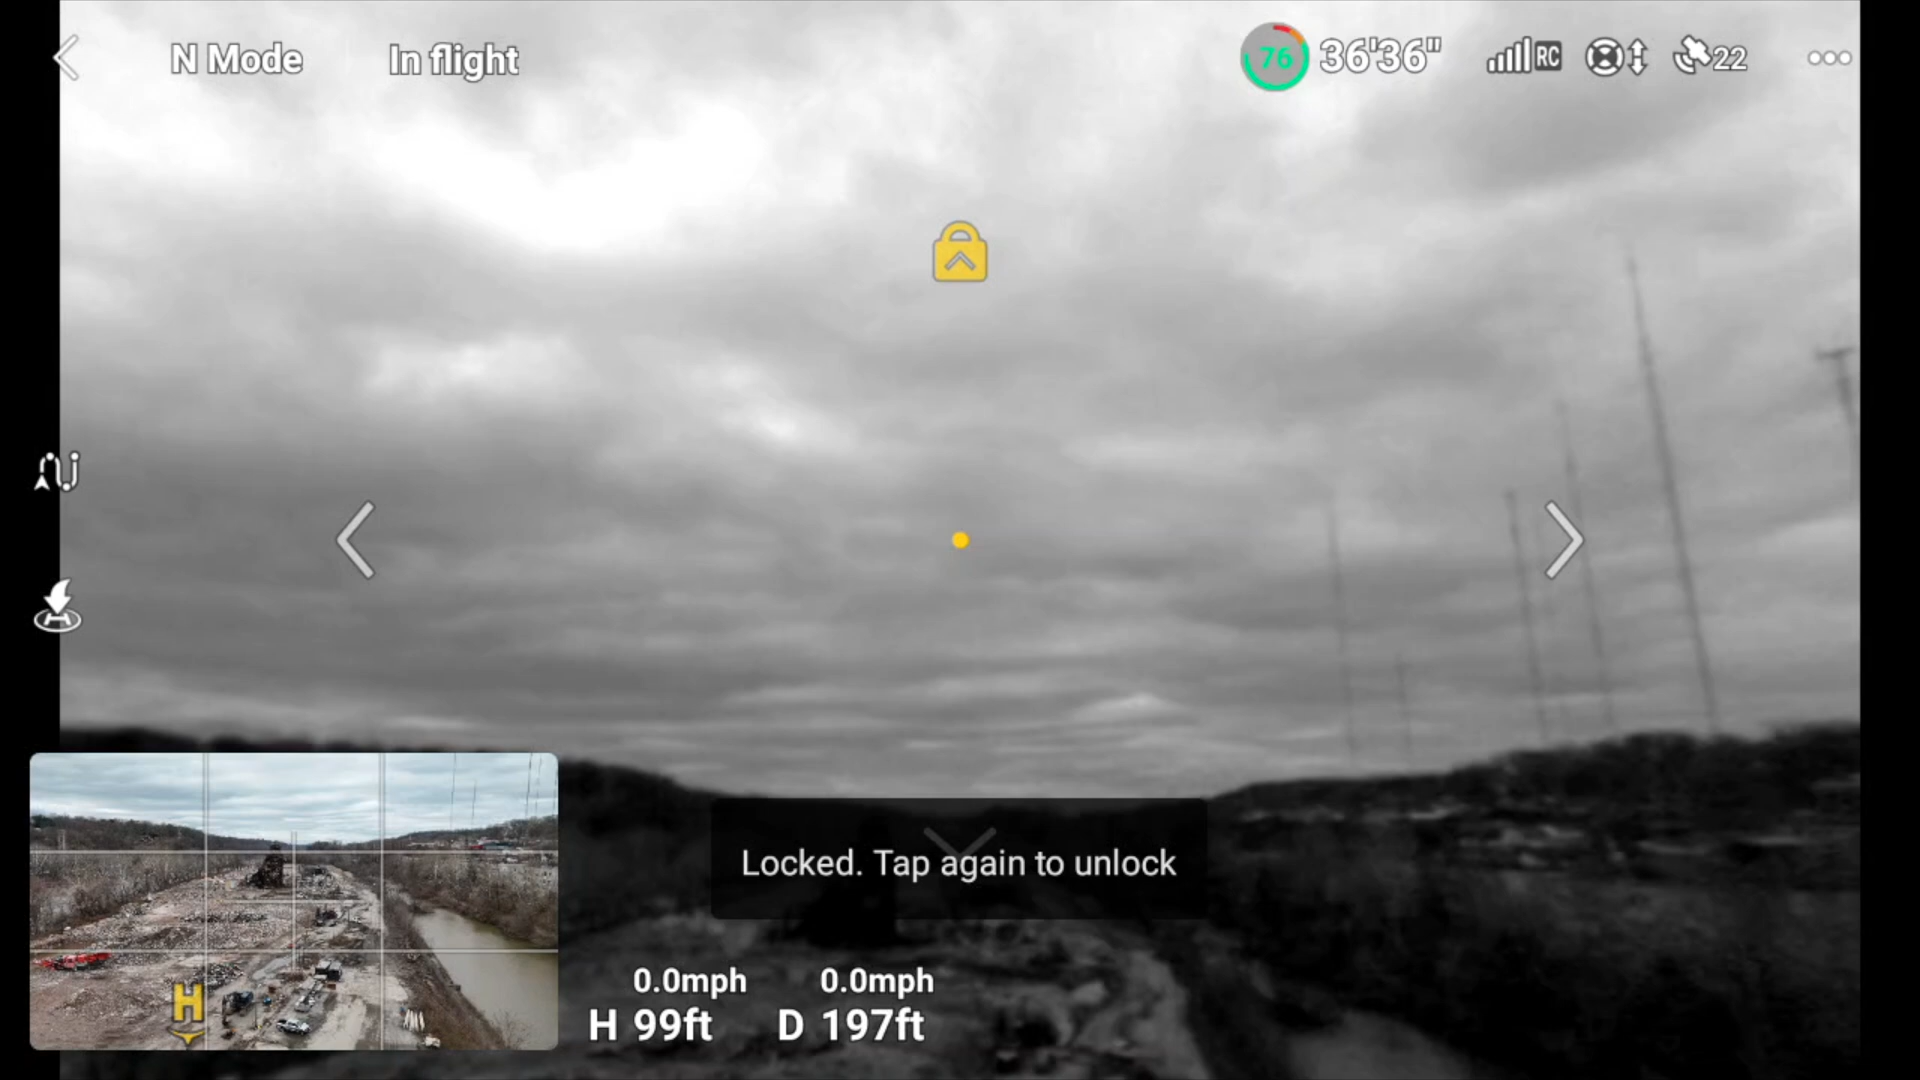 N Mode
In flight
76
36'36"
RC
22
Locked. Tap again to unlock
H
0.0mph
0.0mph
H 99ft
D 197ft